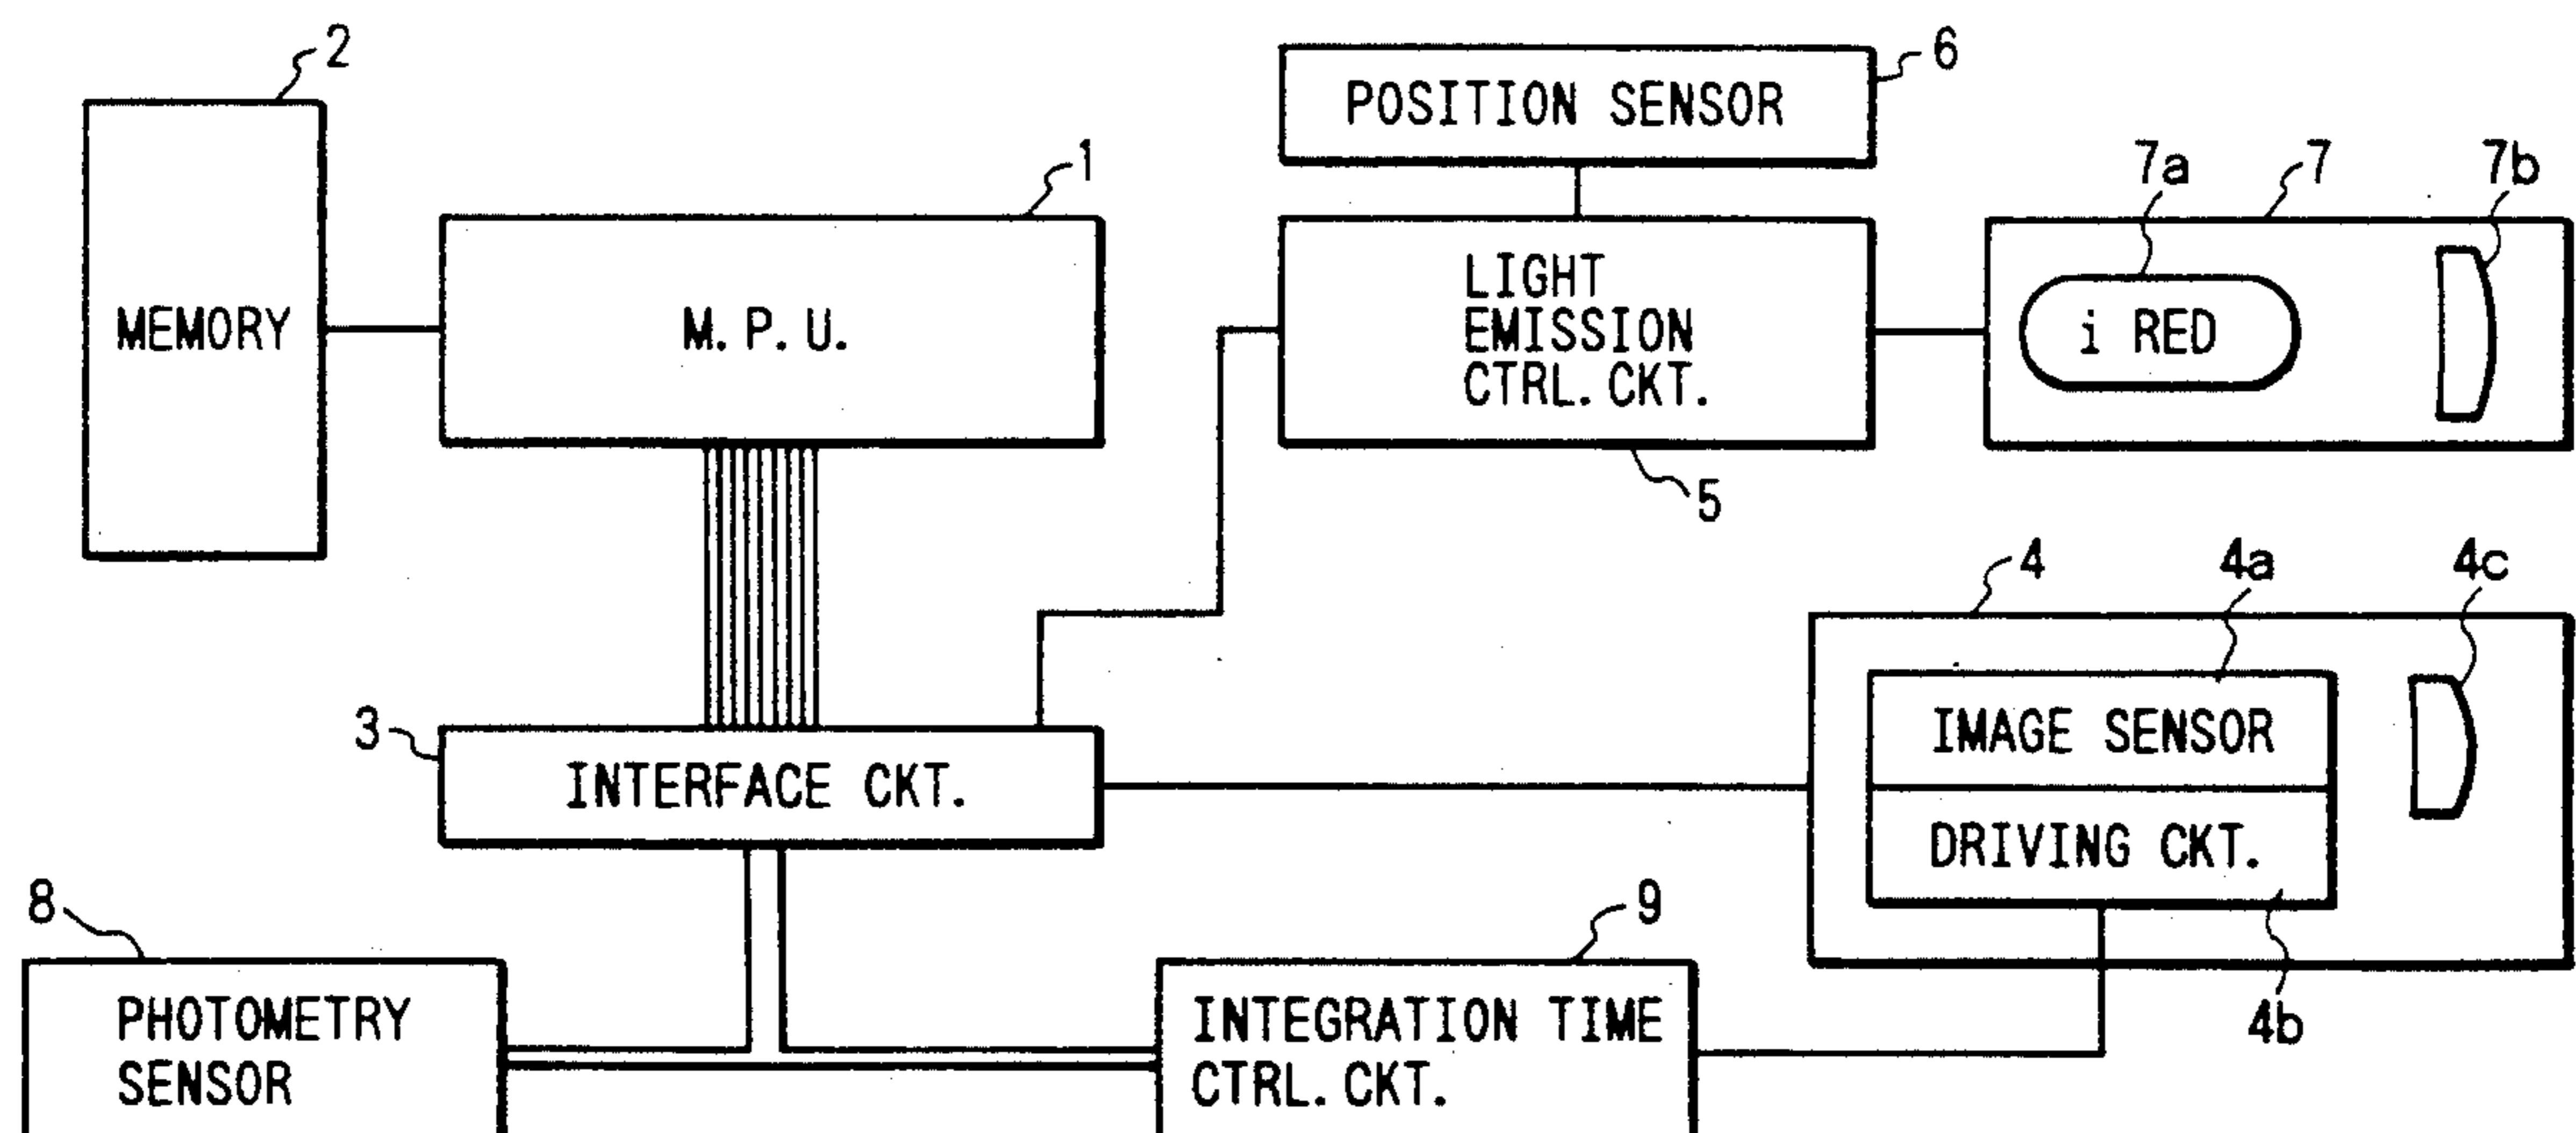 2
6
POSITION SENSOR
1
7a
7
7b
MEMORY
M. P. U.
LIGHT
EMISSION
CTRL. CKT.
i RED
5
4
4a
4c
3
INTERFACE CKT.
IMAGE SENSOR
DRIVING CKT.
8
9
4b
PHOTOMETRY
SENSOR
INTEGRATION TIME
CTRL. CKT.